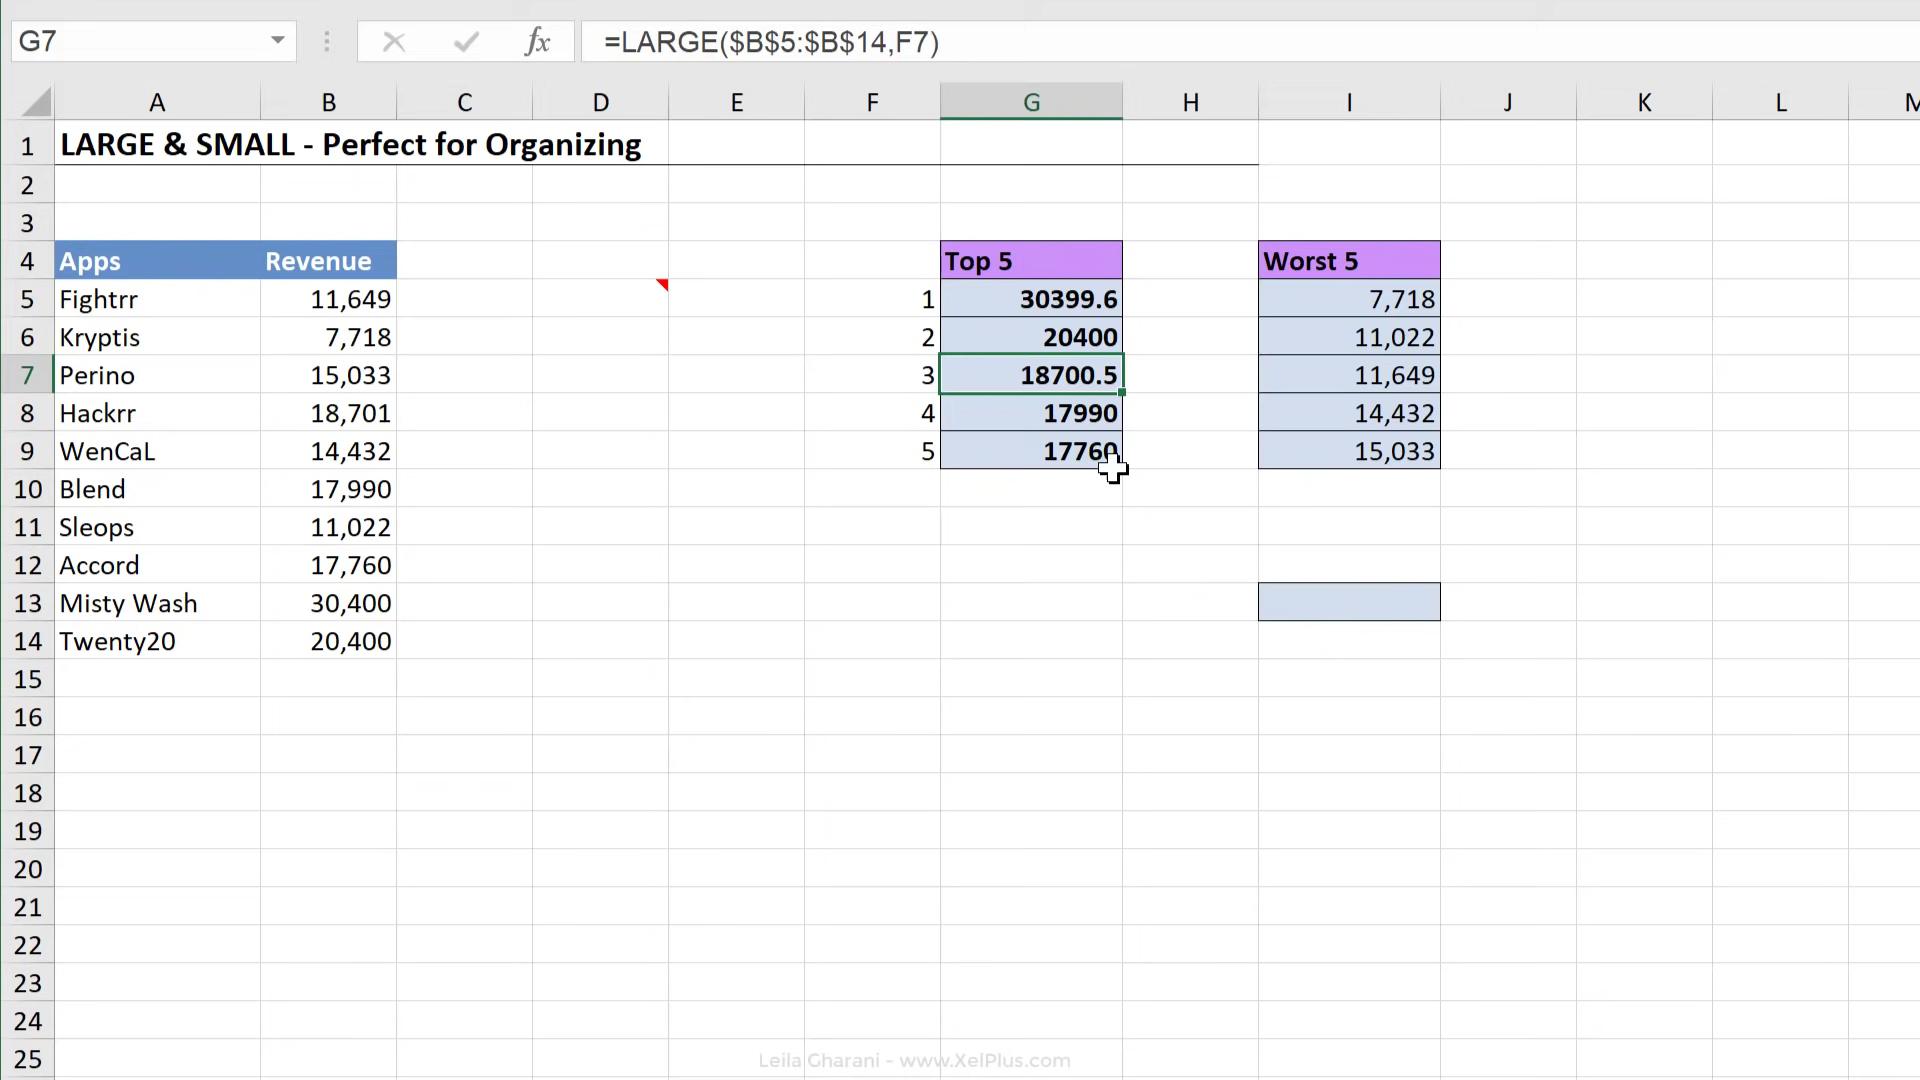 G7 fx =LARGE($B$5:$B$14,F7)
A B C D E F G H I J K L M
1 LARGE & SMALL - Perfect for Organizing
2
3
4 Apps Revenue Top 5 Worst 5
5 Fightrr 11,649 1 30399.6 7,718
6 Kryptis 7,718 2 20400 11,022
7 Perino 15,033 3 18700.5 11,649
8 Hackrr 18,701 4 17990 14,432
9 WenCaL 14,432 5 17760 15,033
10 Blend 17,990
11 Sleops 11,022
12 Accord 17,760
13 Misty Wash 30,400
14 Twenty20 20,400
15
16
17
18
19
20
21
22
23
24
25
Leila Gharani - www.XelPlus.com